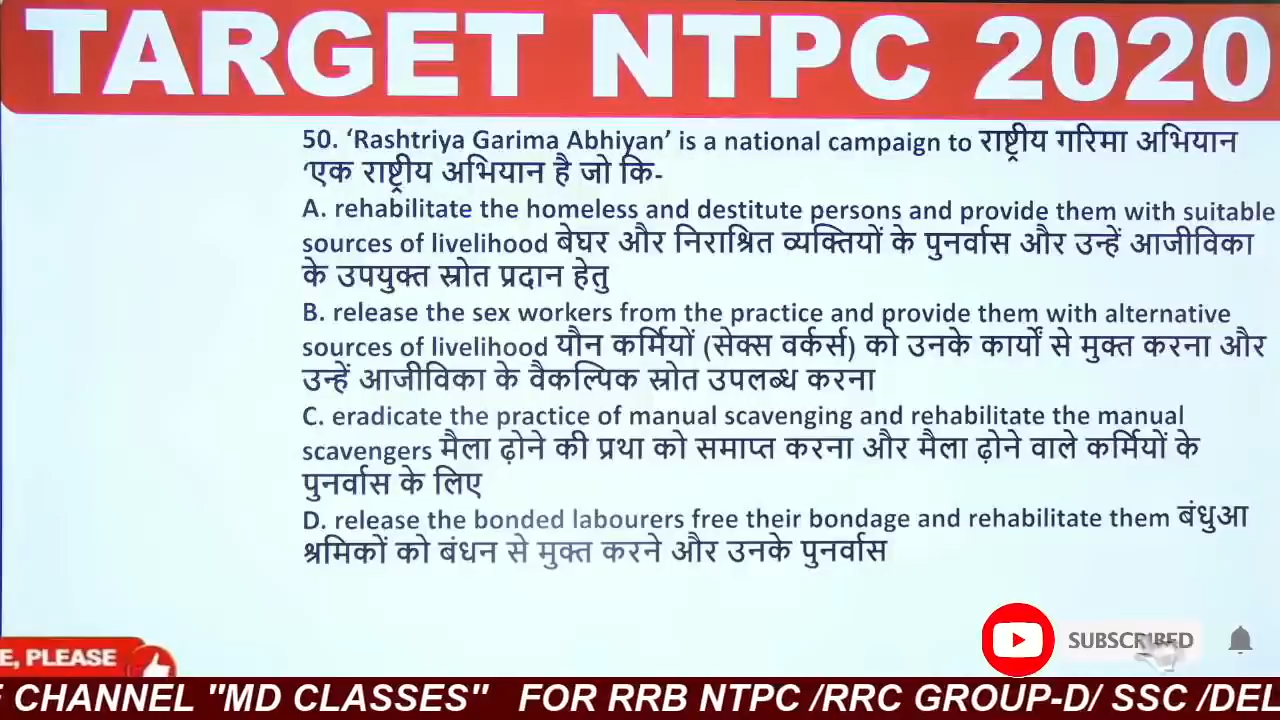 TARGET NTPC 2020
50. ‘Rashtriya Garima Abhiyan’ is a national campaign to राष्ट्रीय गरिमा अभियान
‘एक राष्ट्रीय अभियान है जो कि-
A. rehabilitate the homeless and destitute persons and provide them with suitable
sources of livelihood बेघर और निराश्रित व्यक्तियों के पुनर्वास और उन्हें आजीविका
के उपयुक्त स्रोत प्रदान हेतु
B. release the sex workers from the practice and provide them with alternative
sources of livelihood यौन कर्मियों (सेक्स वर्कर्स) को उनके कार्यों से मुक्त करना और
उन्हें आजीविका के वैकल्पिक स्रोत उपलब्ध करना
C. eradicate the practice of manual scavenging and rehabilitate the manual
scavengers मैला ढ़ोने की प्रथा को समाप्त करना और मैला ढ़ोने वाले कर्मियों के
पुनर्वास के लिए
D. release the bonded labourers free their bondage and rehabilitate them बंधुआ
श्रमिकों को बंधन से मुक्त करने और उनके पुनर्वास
SUBSCRIBED
E, PLEASE
E CHANNEL "MD CLASSES" FOR RRB NTPC /RRC GROUP-D/ SSC /DEL